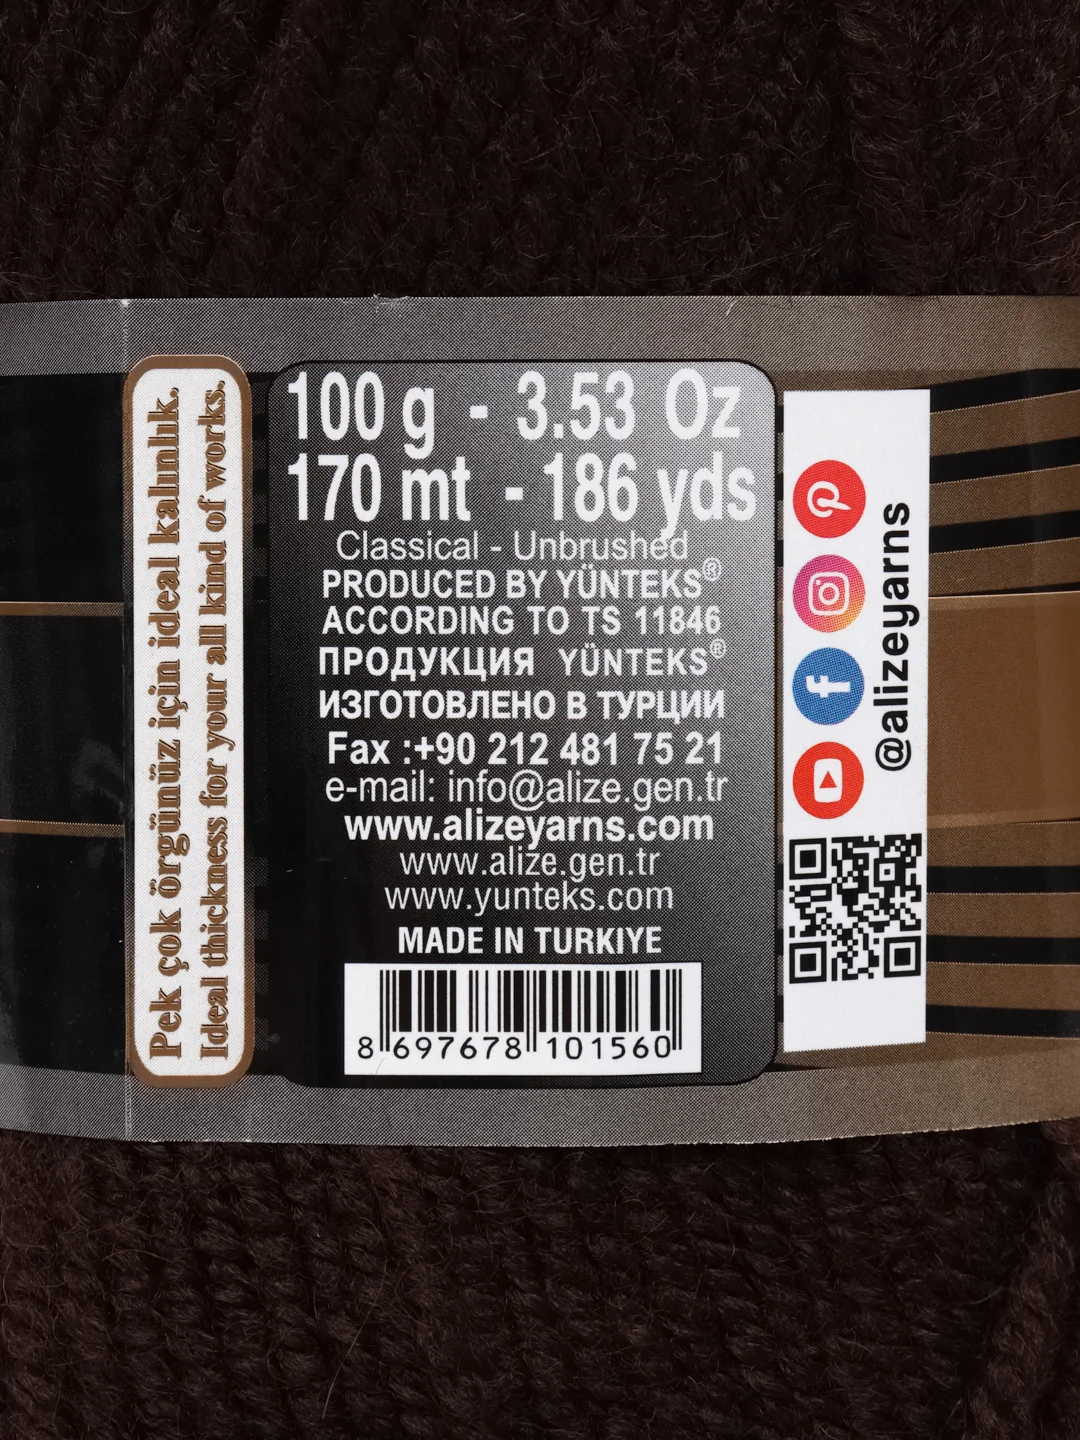 Pek çok örgünüz için ideal kalınlık.
Ideal thickness for your all kind of works.
100 g - 3.53 Oz
170 mt - 186 yds
Classical - Unbrushed
PRODUCED BY YÜNTEKS®
ACCORDING TO TS 11846
ПРОДУКЦИЯ YÜNTEKS®
ИЗГОТОВЛЕНО В ТУРЦИИ
Fax :+90 212 481 75 21
e-mail: info@alize.gen.tr
www.alizeyarns.com
www.alize.gen.tr
www.yunteks.com
MADE IN TURKIYE
8 697678 101560
@alizeyarns